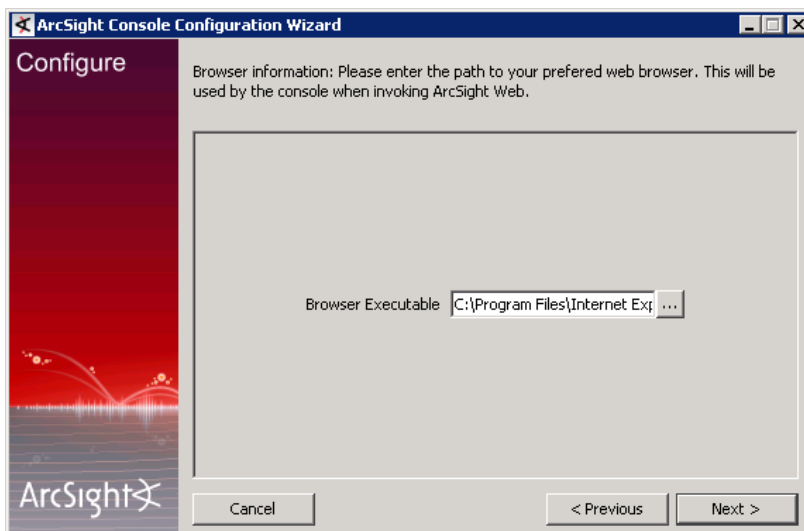 ArcSight Console Configuration Wizard
Configure
Browser information: Please enter the path to your prefered web browser. This will be
used by the console when invoking ArcSight Web.
Browser Executable C:\Program Files\Internet Exp ...
ArcSight
Cancel < Previous Next >